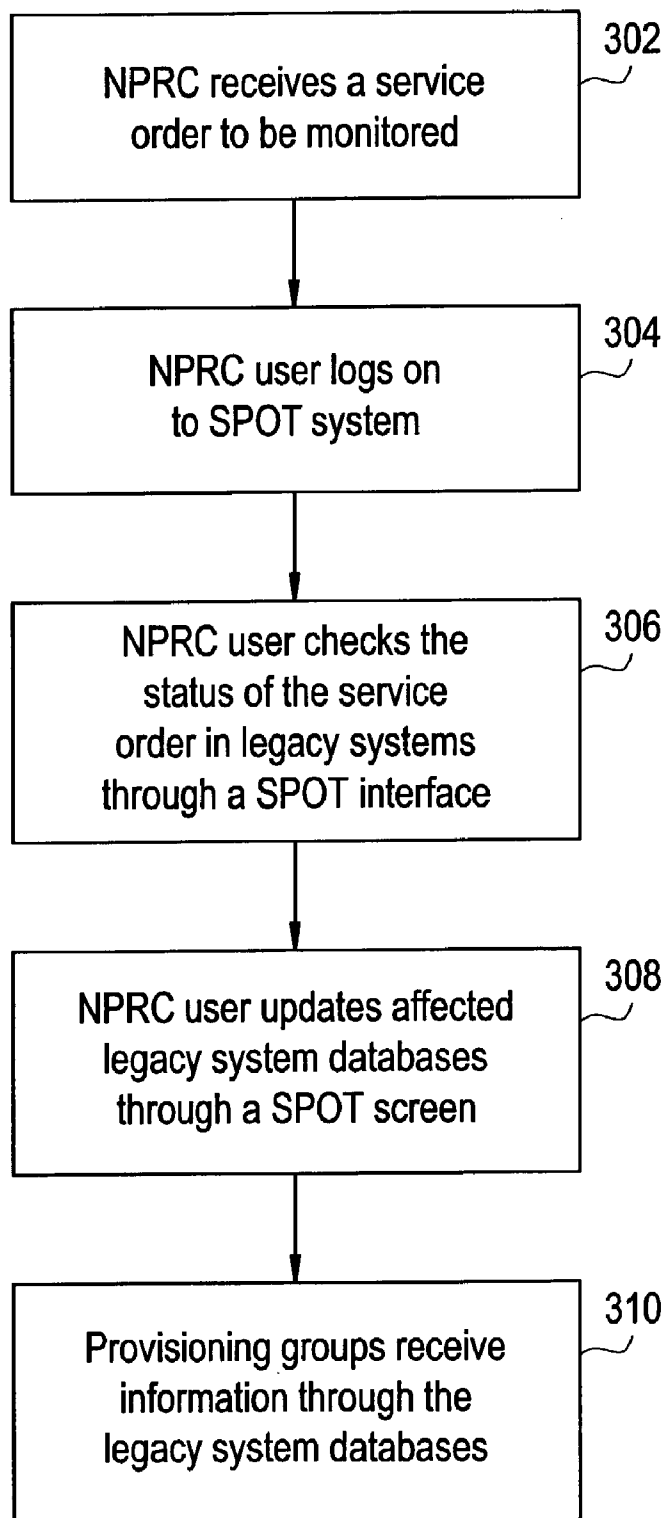 302
NPRC receives a service
order to be monitored
304
NPRC user logs on
to SPOT system
306
NPRC user checks the
status of the service
order in legacy systems
through a SPOT interface
308
NPRC user updates affected
legacy system databases
through a SPOT screen
310
Provisioning groups receive
information through the
legacy system databases